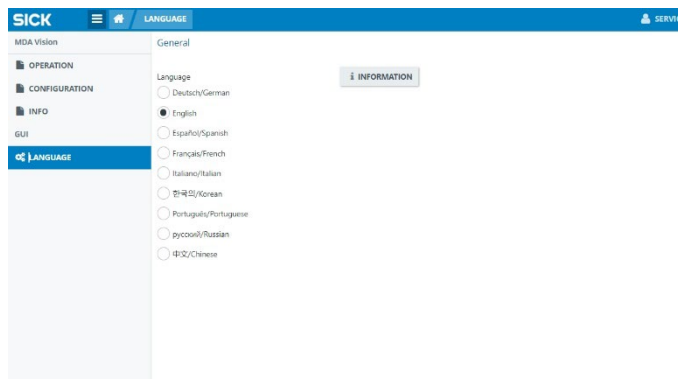 SICK
LANGUAGE
SERVI
MDA Vision
OPERATION
CONFIGURATION
INFO
GUI
LANGUAGE
General
Language
i INFORMATION
Deutsch/German
English
Español/Spanish
Français/French
Italiano/Italian
한국의/Korean
Português/Portuguese
русский/Russian
中文/Chinese